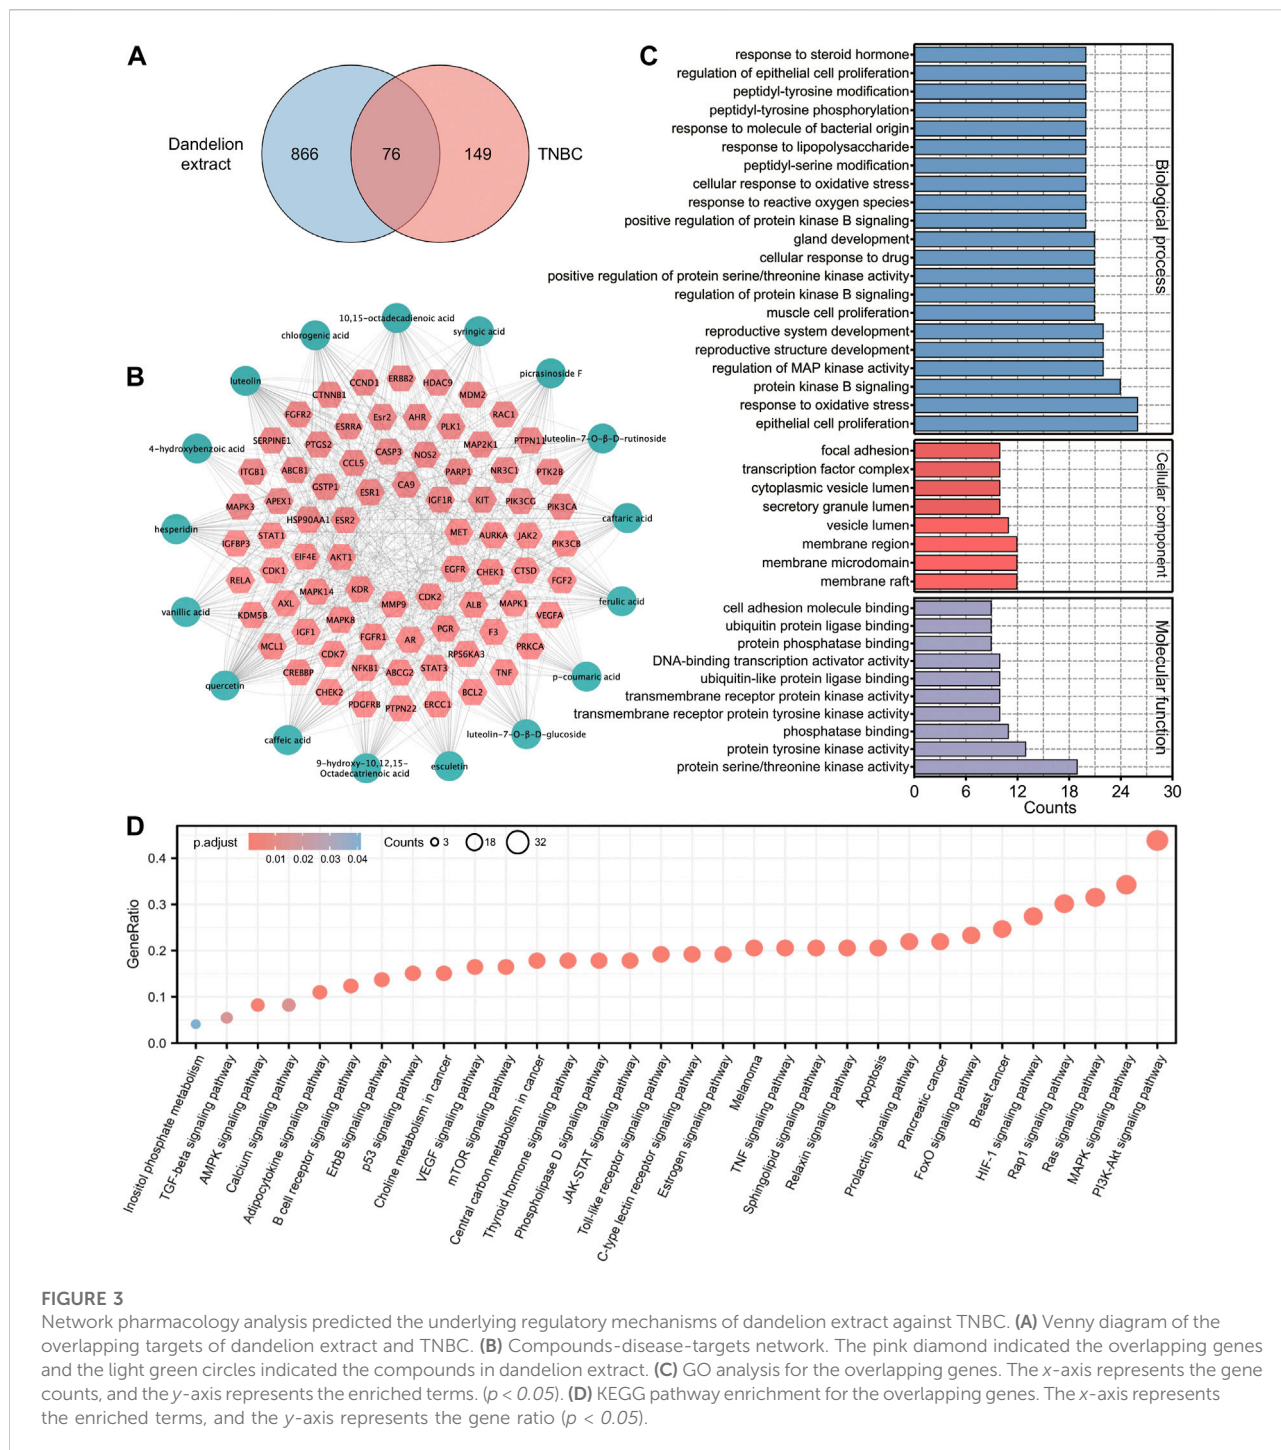 A
Dandelion
extract
866
76
149
TNBC
B
10,15-octadecadienoic acid
chlorogenic acid
syringic acid
luteolin
picrasinoside F
4-hydroxybenzoic acid
luteolin-7-O-β-D-rutinoside
hesperidin
caftaric acid
vanillic acid
ferulic acid
quercetin
p-coumaric acid
caffeic acid
luteolin-7-O-β-D-glucoside
9-hydroxy-10,12,15-
Octadecatrienoic acid
esculetin
CTNNB1
CCND1
ERBB2
HDAC9
MDM2
FGFR2
ESRRA
Esr2
AHR
PLK1
RAC1
SERPINE1
PTGS2
CASP3
NOS2
MAP2K1
PTPN11
ITGB1
ABCB1
CCL5
PARP1
NR3C1
PTK2B
GSTP1
ESR1
CA9
IGF1R
KIT
PIK3CG
PIK3CA
MAPK3
APEX1
HSP90AA1
ESR2
MET
AURKA
JAK2
PIK3CB
IGFBP3
STAT1
EIF4E
AKT1
EGFR
CHEK1
CTSD
FGF2
RELA
CDK1
MAPK14
KDR
MMP9
CDK2
ALB
MAPK1
VEGFA
KDM5B
AXL
IGF1
MAPK8
FGFR1
AR
PGR
F3
PRKCA
MCL1
CDK7
NFKB1
ABCG2
STAT3
RPS6KA3
TNF
CREBBP
CHEK2
PDGFRB
PTPN22
ERCC1
BCL2
C
response to steroid hormone
regulation of epithelial cell proliferation
peptidyl-tyrosine modification
peptidyl-tyrosine phosphorylation
response to molecule of bacterial origin
response to lipopolysaccharide
peptidyl-serine modification
cellular response to oxidative stress
response to reactive oxygen species
positive regulation of protein kinase B signaling
gland development
cellular response to drug
positive regulation of protein serine/threonine kinase activity
regulation of protein kinase B signaling
muscle cell proliferation
reproductive system development
reproductive structure development
regulation of MAP kinase activity
protein kinase B signaling
response to oxidative stress
epithelial cell proliferation
Biological process
focal adhesion
transcription factor complex
cytoplasmic vesicle lumen
secretory granule lumen
vesicle lumen
membrane region
membrane microdomain
membrane raft
Cellular component
cell adhesion molecule binding
ubiquitin protein ligase binding
protein phosphatase binding
DNA-binding transcription activator activity
ubiquitin-like protein ligase binding
transmembrane receptor protein kinase activity
transmembrane receptor protein tyrosine kinase activity
phosphatase binding
protein tyrosine kinase activity
protein serine/threonine kinase activity
Molecular function
0 6 12 18 24 30
Counts
D
p.adjust
0.01 0.02 0.03 0.04
Counts 3 18 32
GeneRatio
0.4
0.3
0.2
0.1
0.0
Inositol phosphate metabolism
TGF-beta signaling pathway
AMPK signaling pathway
Calcium signaling pathway
Adipocytokine signaling pathway
B cell receptor signaling pathway
ErbB signaling pathway
p53 signaling pathway
Choline metabolism in cancer
VEGF signaling pathway
mTOR signaling pathway
Central carbon metabolism in cancer
Thyroid hormone signaling pathway
Phospholipase D signaling pathway
JAK-STAT signaling pathway
Toll-like receptor signaling pathway
C-type lectin receptor signaling pathway
Estrogen signaling pathway
Melanoma
TNF signaling pathway
Sphingolipid signaling pathway
Relaxin signaling pathway
Apoptosis
Prolactin signaling pathway
Pancreatic cancer
FoxO signaling pathway
Breast cancer
HIF-1 signaling pathway
Rap1 signaling pathway
Ras signaling pathway
MAPK signaling pathway
PI3K-Akt signaling pathway
FIGURE 3
Network pharmacology analysis predicted the underlying regulatory mechanisms of dandelion extract against TNBC. (A) Venny diagram of the
overlapping targets of dandelion extract and TNBC. (B) Compounds-disease-targets network. The pink diamond indicated the overlapping genes
and the light green circles indicated the compounds in dandelion extract. (C) GO analysis for the overlapping genes. The x-axis represents the gene
counts, and the y-axis represents the enriched terms. (p < 0.05). (D) KEGG pathway enrichment for the overlapping genes. The x-axis represents
the enriched terms, and the y-axis represents the gene ratio (p < 0.05).